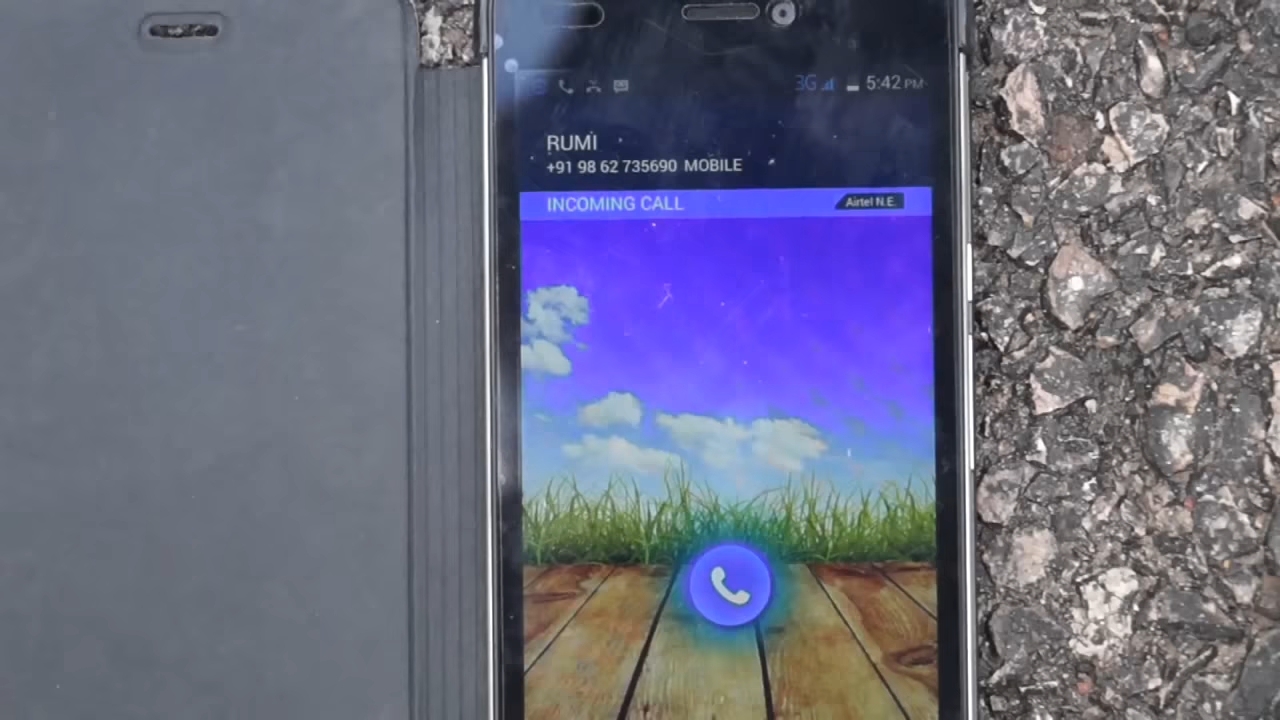 3G 5:42 PM
RUMI
+91 98 62 735690 MOBILE
INCOMING CALL Airtel N.E.